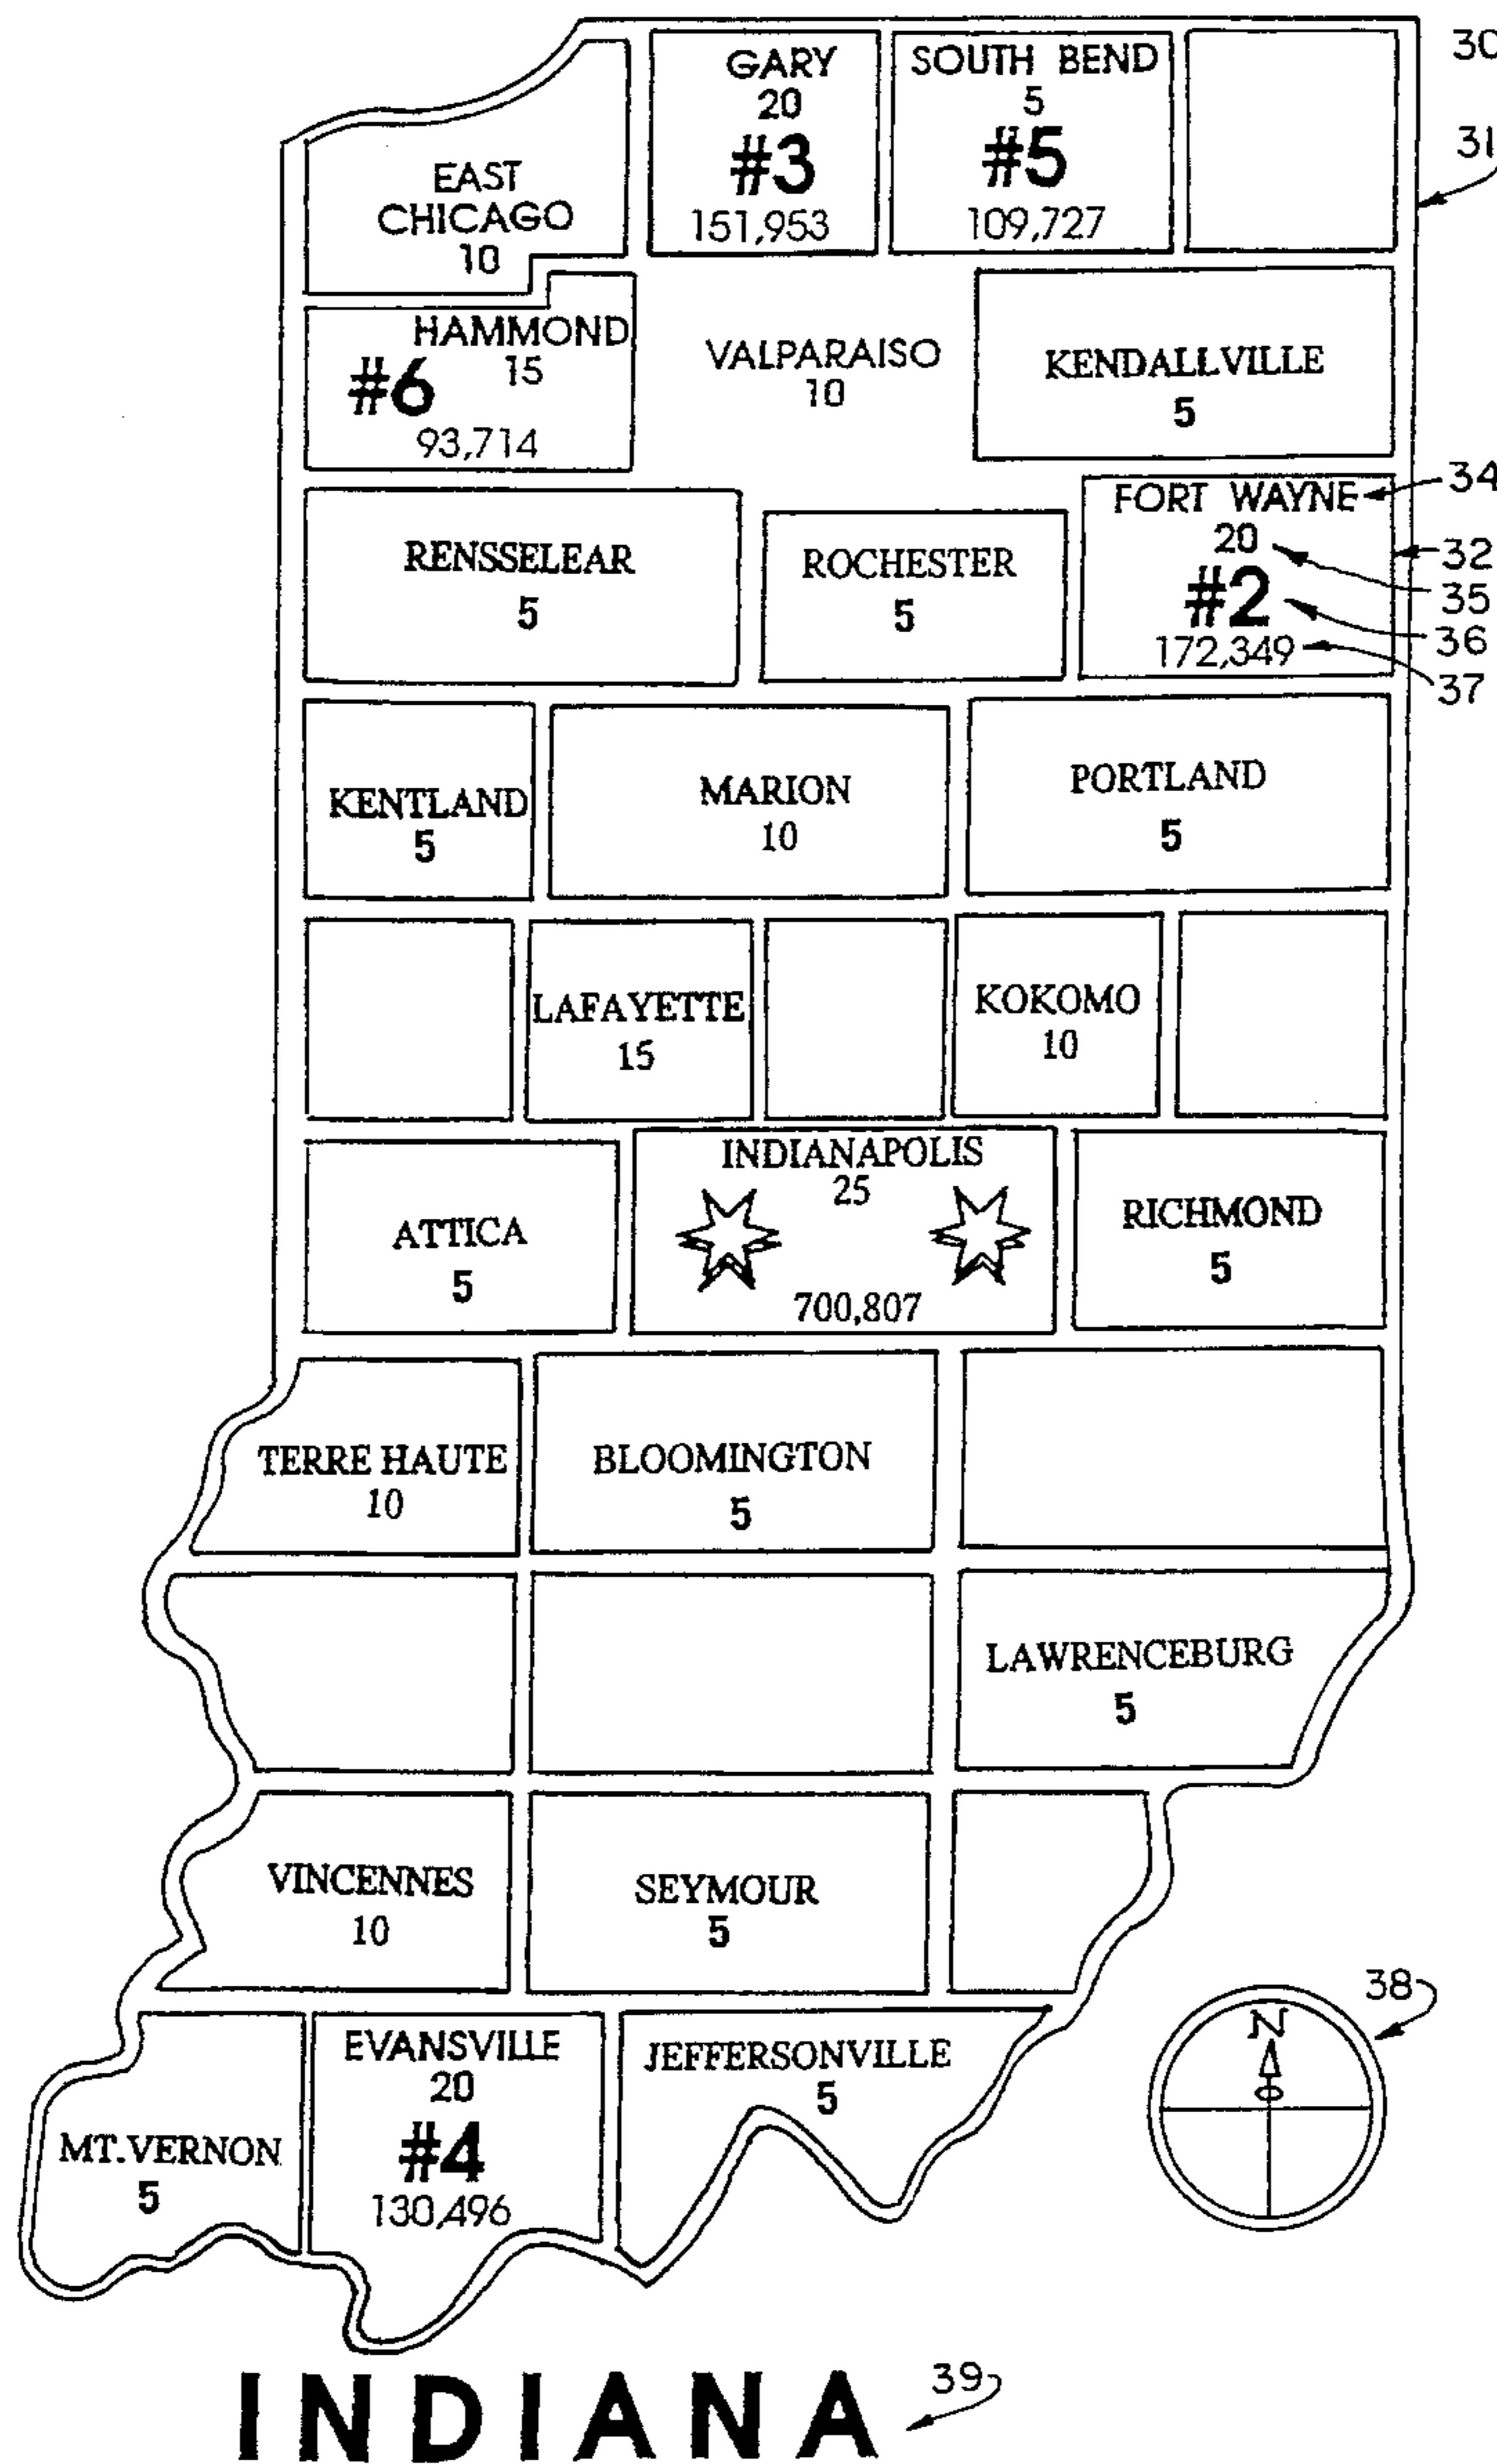 30
31
GARY
20
#3
151,953
SOUTH BEND
5
#5
109,727
EAST
CHICAGO
10
HAMMOND
15
#6
93,714
VALPARAISO
10
KENDALLVILLE
5
RENSSELEAR
5
ROCHESTER
5
FORT WAYNE
20
#2
172,349
34
32
35
36
37
KENTLAND
5
MARION
10
PORTLAND
5
LAFAYETTE
15
KOKOMO
10
ATTICA
5
INDIANAPOLIS
25
700,807
RICHMOND
5
TERRE HAUTE
10
BLOOMINGTON
5
LAWRENCEBURG
5
VINCENNES
10
SEYMOUR
5
MT.VERNON
5
EVANSVILLE
20
#4
130,496
JEFFERSONVILLE
5
38
N
INDIANA
39